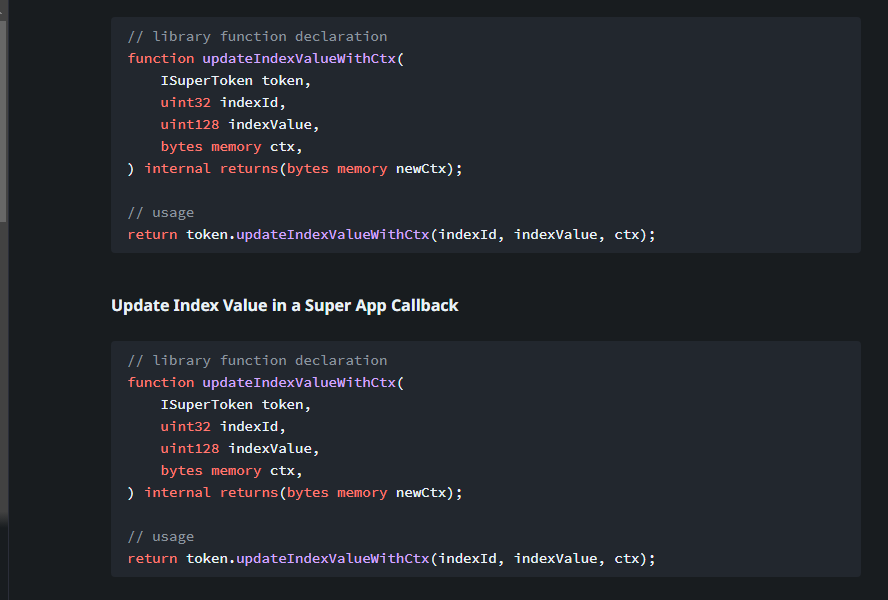 // library function declaration
function updateIndexValueWithCtx(
    ISuperToken token,
    uint32 indexId,
    uint128 indexValue,
    bytes memory ctx,
) internal returns(bytes memory newCtx);

// usage
return token.updateIndexValueWithCtx(indexId, indexValue, ctx);

Update Index Value in a Super App Callback

// library function declaration
function updateIndexValueWithCtx(
    ISuperToken token,
    uint32 indexId,
    uint128 indexValue,
    bytes memory ctx,
) internal returns(bytes memory newCtx);

// usage
return token.updateIndexValueWithCtx(indexId, indexValue, ctx);